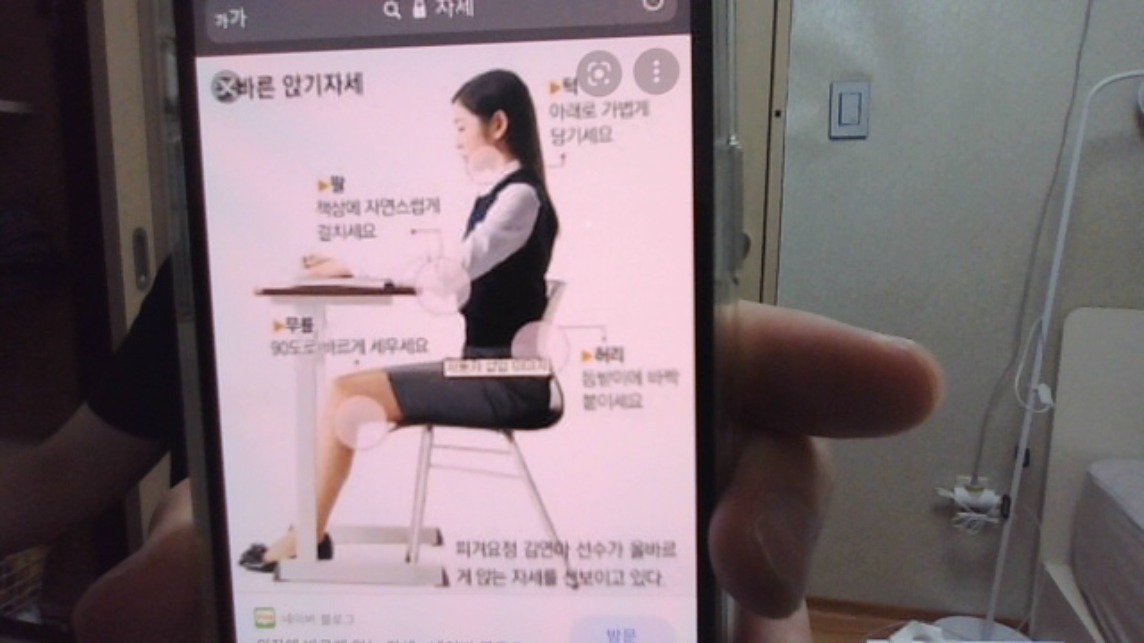 가가
자세
바른 앉기자세
▶턱
아래로 가볍게
당기세요
▶팔
책상에 자연스럽게
걸치세요
▶무릎
90도로 바르게 세우세요
▶허리
등받이에 바짝
붙이세요
피겨요정 김연아 선수가 올바르
게 앉는 자세를 선보이고 있다.
네이버 블로그
방문